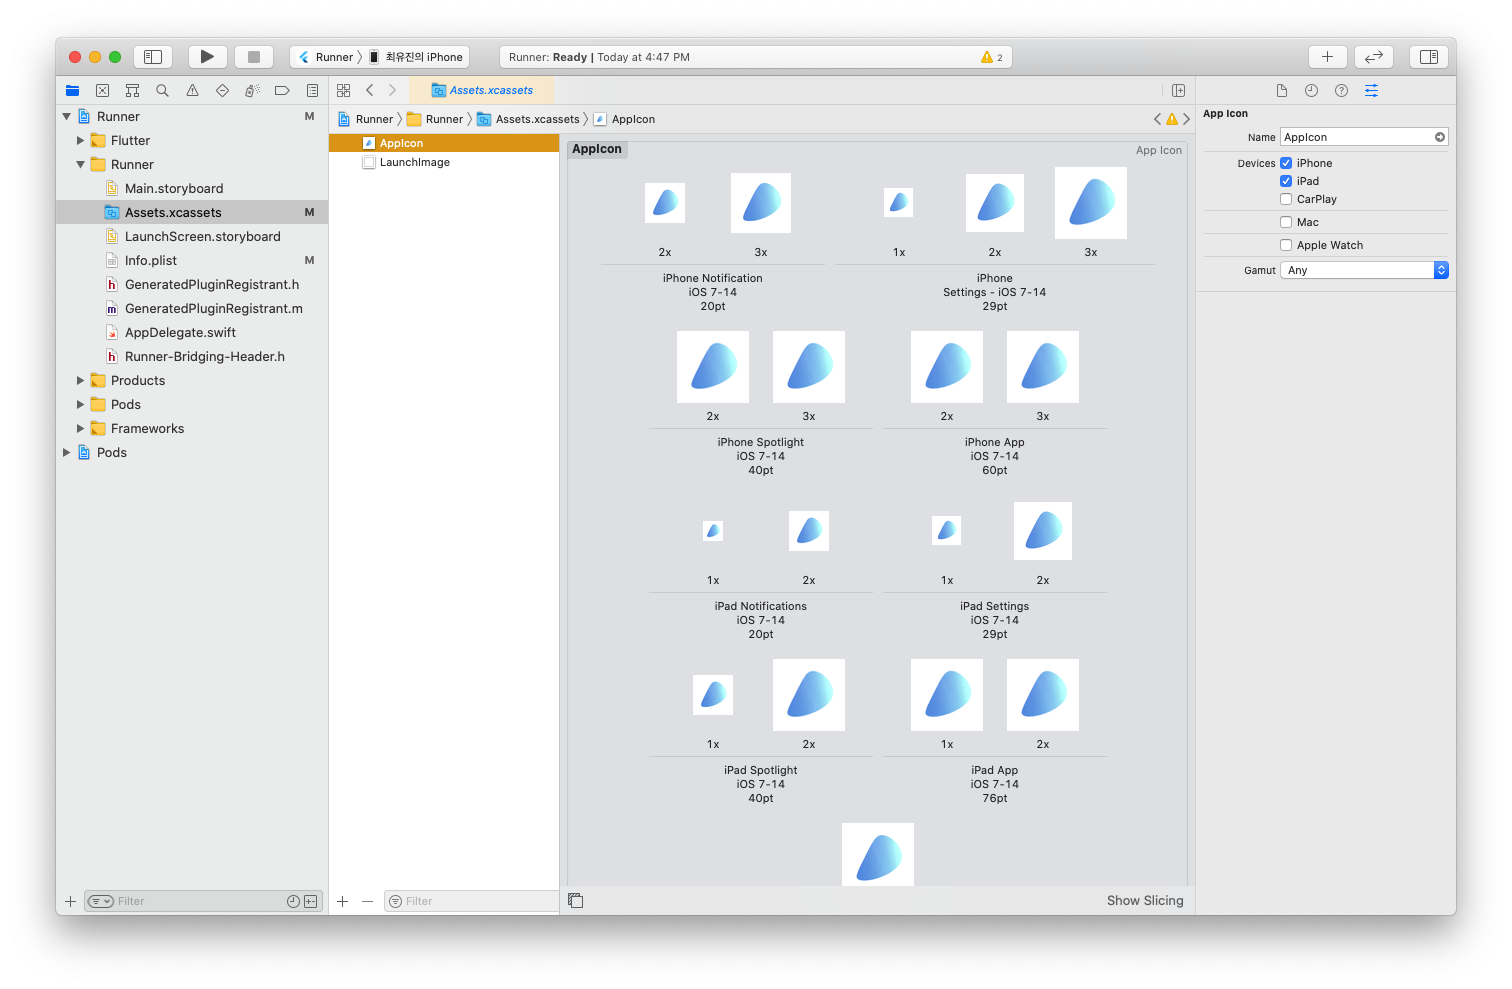 Runner 최유진의 iPhone
Runner: Ready | Today at 4:47 PM
2
Assets.xcassets
Runner M
Flutter
Runner
Main.storyboard
Assets.xcassets M
LaunchScreen.storyboard
Info.plist M
GeneratedPluginRegistrant.h
GeneratedPluginRegistrant.m
AppDelegate.swift
Runner-Bridging-Header.h
Products
Pods
Frameworks
Pods
Filter
Runner Runner Assets.xcassets AppIcon
AppIcon
LaunchImage
Filter
AppIcon
App Icon
2x 3x
iPhone Notification
iOS 7-14
20pt
1x 2x 3x
iPhone
Settings - iOS 7-14
29pt
2x 3x
iPhone Spotlight
iOS 7-14
40pt
2x 3x
iPhone App
iOS 7-14
60pt
1x 2x
iPad Notifications
iOS 7-14
20pt
1x 2x
iPad Settings
iOS 7-14
29pt
1x 2x
iPad Spotlight
iOS 7-14
40pt
1x 2x
iPad App
iOS 7-14
76pt
Show Slicing
App Icon
Name AppIcon
Devices iPhone
iPad
CarPlay
Mac
Apple Watch
Gamut Any